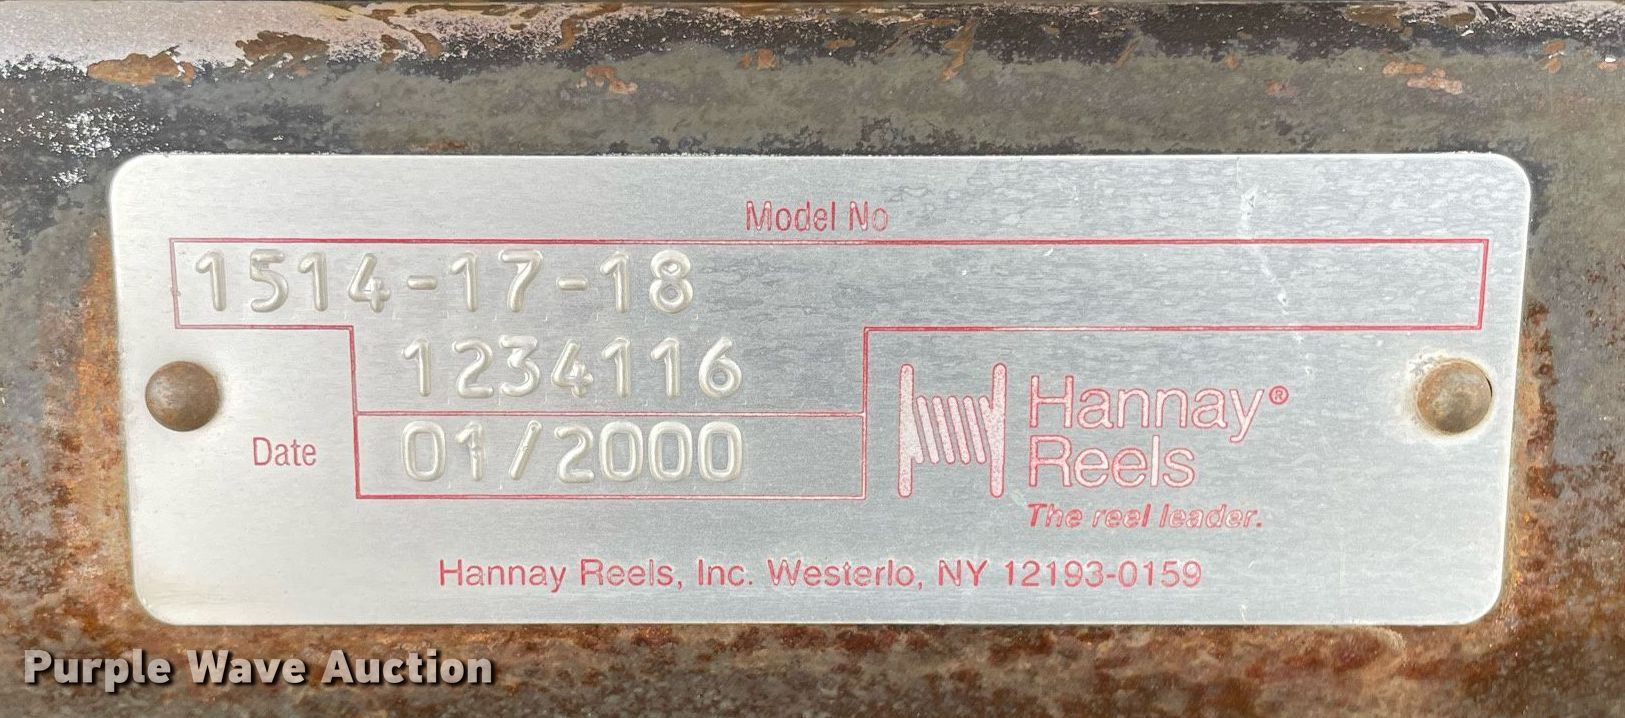 Model No
1514-17-18
1234116
Date 01/2000
Hannay®
Reels
The reel leader.
Hannay Reels, Inc. Westerlo, NY 12193-0159
Purple Wave Auction